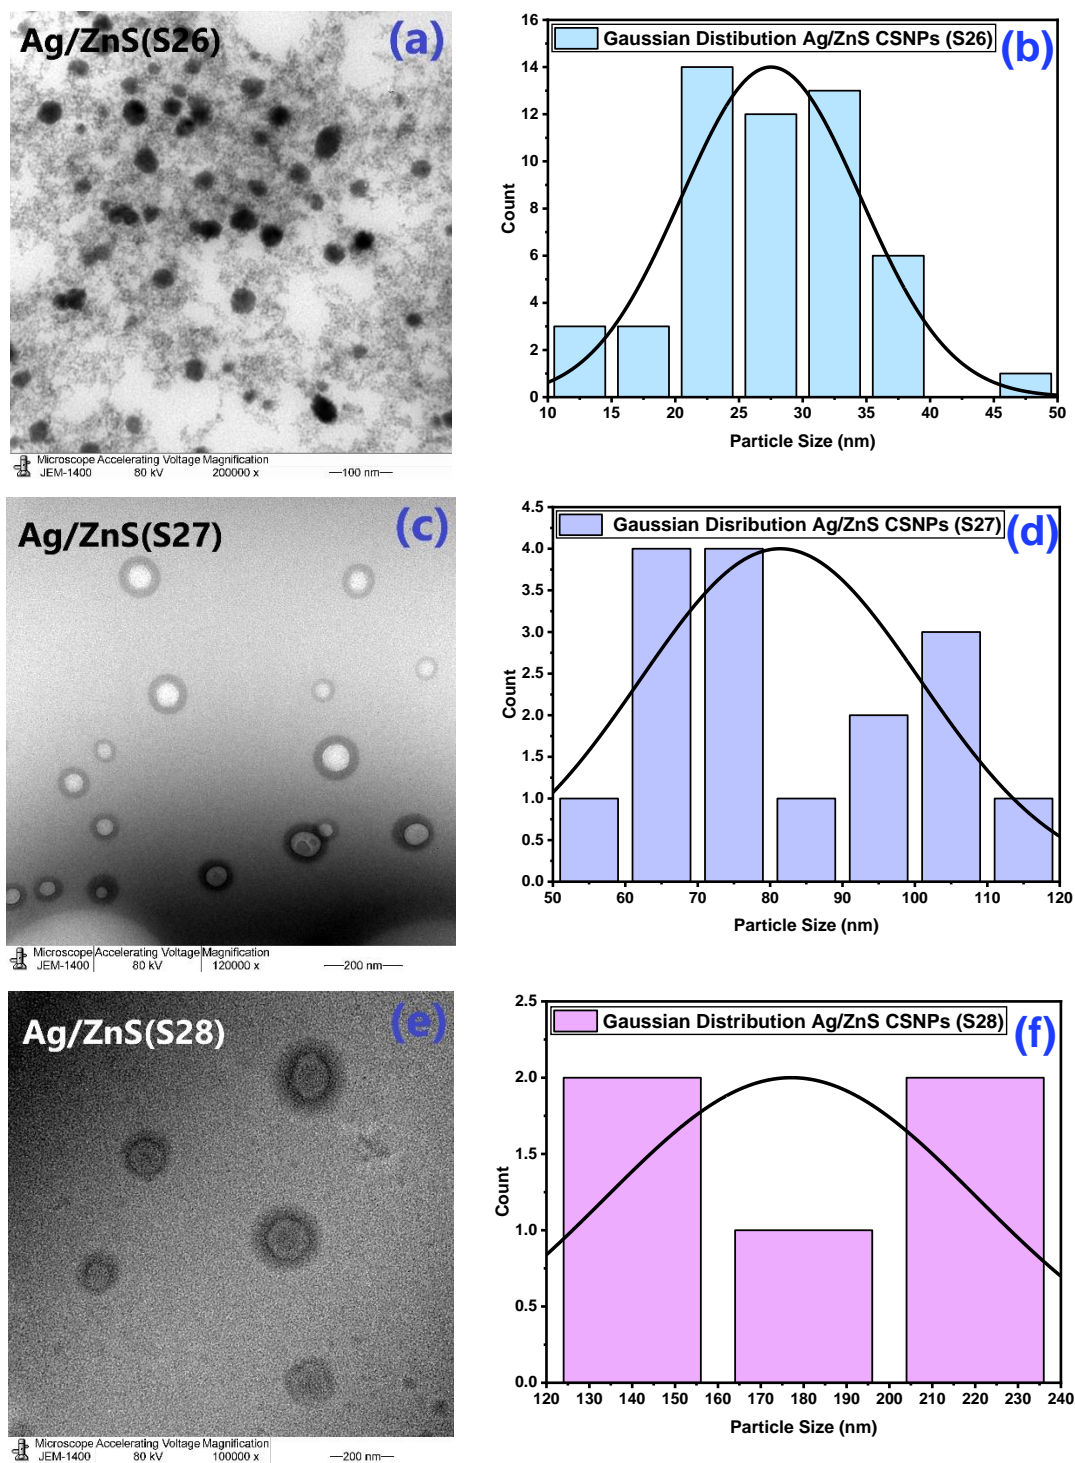 Ag/ZnS(S26)
(a)
Microscope Accelerating Voltage Magnification
JEM-1400 80 kV 200000 x —100 nm—
Gaussian Distibution Ag/ZnS CSNPs (S26)
(b)
16
14
12
10
8
6
4
2
0
Count
10 15 20 25 30 35 40 45 50
Particle Size (nm)
Ag/ZnS(S27)
(c)
Microscope Accelerating Voltage Magnification
JEM-1400 80 kV 120000 x —200 nm—
Gaussian Disribution Ag/ZnS CSNPs (S27)
(d)
4.5
4.0
3.5
3.0
2.5
2.0
1.5
1.0
0.5
0.0
Count
50 60 70 80 90 100 110 120
Particle Size (nm)
Ag/ZnS(S28)
(e)
Microscope Accelerating Voltage Magnification
JEM-1400 80 kV 100000 x —200 nm—
Gaussian Distribution Ag/ZnS CSNPs (S28)
(f)
2.5
2.0
1.5
1.0
0.5
0.0
Count
120 130 140 150 160 170 180 190 200 210 220 230 240
Particle Size (nm)